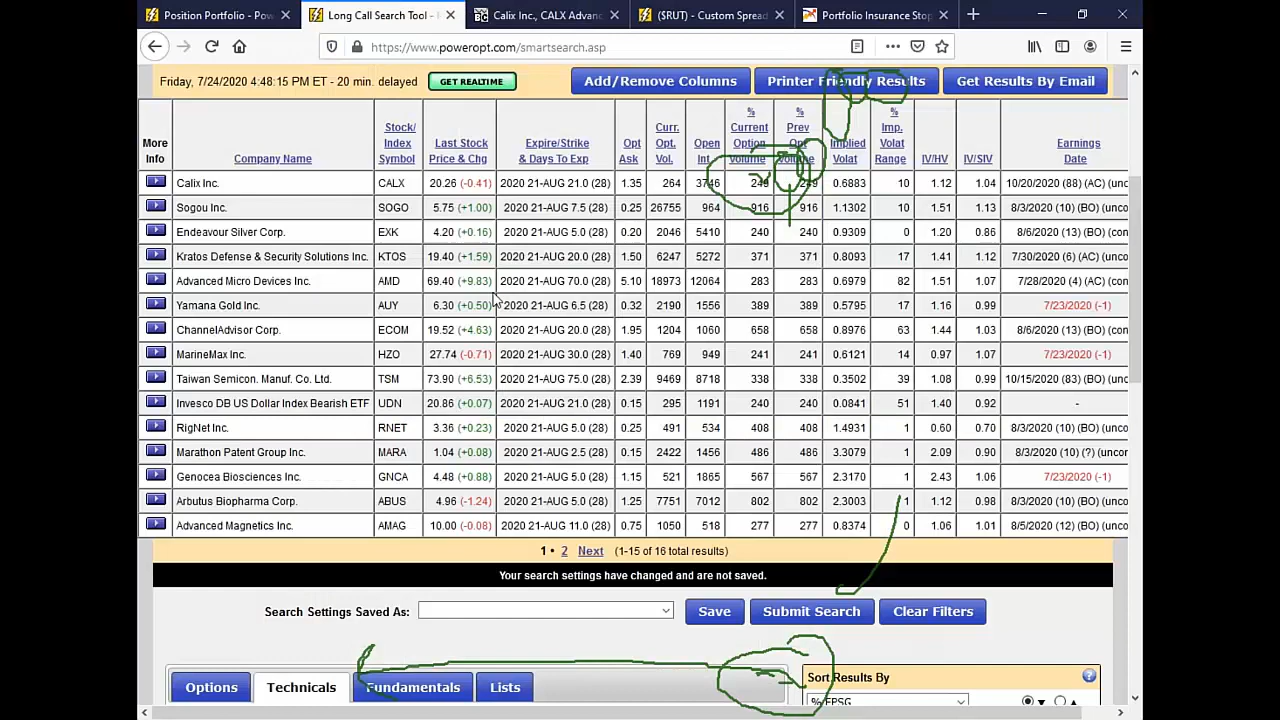 Position Portfolio - Pow
Long Call Search Tool -
Calix Inc., CALX Advanc
($RUT) - Custom Spread
Portfolio Insurance Stop
https://www.poweropt.com/smartsearch.asp
Friday, 7/24/2020 4:48:15 PM ET - 20 min. delayed GET REALTIME Add/Remove Columns Printer Friendly Results Get Results By Email
More Info Company Name Stock/ Index Symbol Last Stock Price & Chg Expire/Strike & Days To Exp Opt Ask Curr. Opt. Vol. Open Int. % Current Option Volume % Prev Opt Volume Implied Volat % Imp. Volat Range IV/HV IV/SIV Earnings Date
Calix Inc. CALX 20.26 (-0.41) 2020 21-AUG 21.0 (28) 1.35 264 3746 249 249 0.6883 10 1.12 1.04 10/20/2020 (88) (AC) (unc
Sogou Inc. SOGO 5.75 (+1.00) 2020 21-AUG 7.5 (28) 0.25 26755 964 916 916 1.1302 10 1.51 1.13 8/3/2020 (10) (BO) (unc
Endeavour Silver Corp. EXK 4.20 (+0.16) 2020 21-AUG 5.0 (28) 0.20 2046 5410 240 240 0.9309 0 1.20 0.86 8/6/2020 (13) (BO) (con
Kratos Defense & Security Solutions Inc. KTOS 19.40 (+1.59) 2020 21-AUG 20.0 (28) 1.50 6247 5272 371 371 0.8093 17 1.41 1.12 7/30/2020 (6) (BO) (unc
Advanced Micro Devices Inc. AMD 69.40 (+9.83) 2020 21-AUG 70.0 (28) 5.10 18973 12064 283 283 0.6979 82 1.51 1.07 7/28/2020 (4) (AC) (unc
Yamana Gold Inc. AUY 6.30 (+0.50) 2020 21-AUG 6.5 (28) 0.32 2190 1556 389 389 0.5795 17 1.16 0.99 7/23/2020 (-1)
ChannelAdvisor Corp. ECOM 19.52 (+4.63) 2020 21-AUG 20.0 (28) 1.95 1204 1060 658 658 0.8976 63 1.44 1.03 8/6/2020 (13) (BO) (con
MarineMax Inc. HZO 27.74 (-0.71) 2020 21-AUG 30.0 (28) 1.40 769 949 241 241 0.6121 14 0.97 1.07 7/23/2020 (-1)
Taiwan Semicon. Manuf. Co. Ltd. TSM 73.90 (+6.53) 2020 21-AUG 75.0 (28) 2.39 9469 8718 338 338 0.3502 39 1.08 0.99 10/15/2020 (83) (BO) (unc
Invesco DB US Dollar Index Bearish ETF UDN 20.86 (+0.07) 2020 21-AUG 21.0 (28) 0.15 295 1191 240 240 0.0841 51 1.40 0.92 -
RigNet Inc. RNET 3.36 (+0.23) 2020 21-AUG 5.0 (28) 0.25 491 534 408 408 1.4931 1 0.60 0.70 8/3/2020 (10) (BO) (unc
Marathon Patent Group Inc. MARA 1.04 (+0.08) 2020 21-AUG 2.5 (28) 0.15 2422 1456 486 486 3.3079 1 2.09 0.90 8/3/2020 (10) (?) (uncor
Genocea Biosciences Inc. GNCA 4.48 (+0.88) 2020 21-AUG 5.0 (28) 1.15 521 1865 567 567 2.3170 1 2.43 1.06 7/23/2020 (-1)
Arbutus Biopharma Corp. ABUS 4.96 (-1.24) 2020 21-AUG 5.0 (28) 1.25 7751 7012 802 802 2.3003 1 1.12 0.98 8/3/2020 (10) (BO) (unc
Advanced Magnetics Inc. AMAG 10.00 (-0.08) 2020 21-AUG 11.0 (28) 0.75 1050 518 277 277 0.8374 0 1.06 1.01 8/5/2020 (12) (BO) (unc
1 • 2 Next (1-15 of 16 total results)
Your search settings have changed and are not saved.
Search Settings Saved As: Save Submit Search Clear Filters
Options Technicals Fundamentals Lists Sort Results By
% EPSG